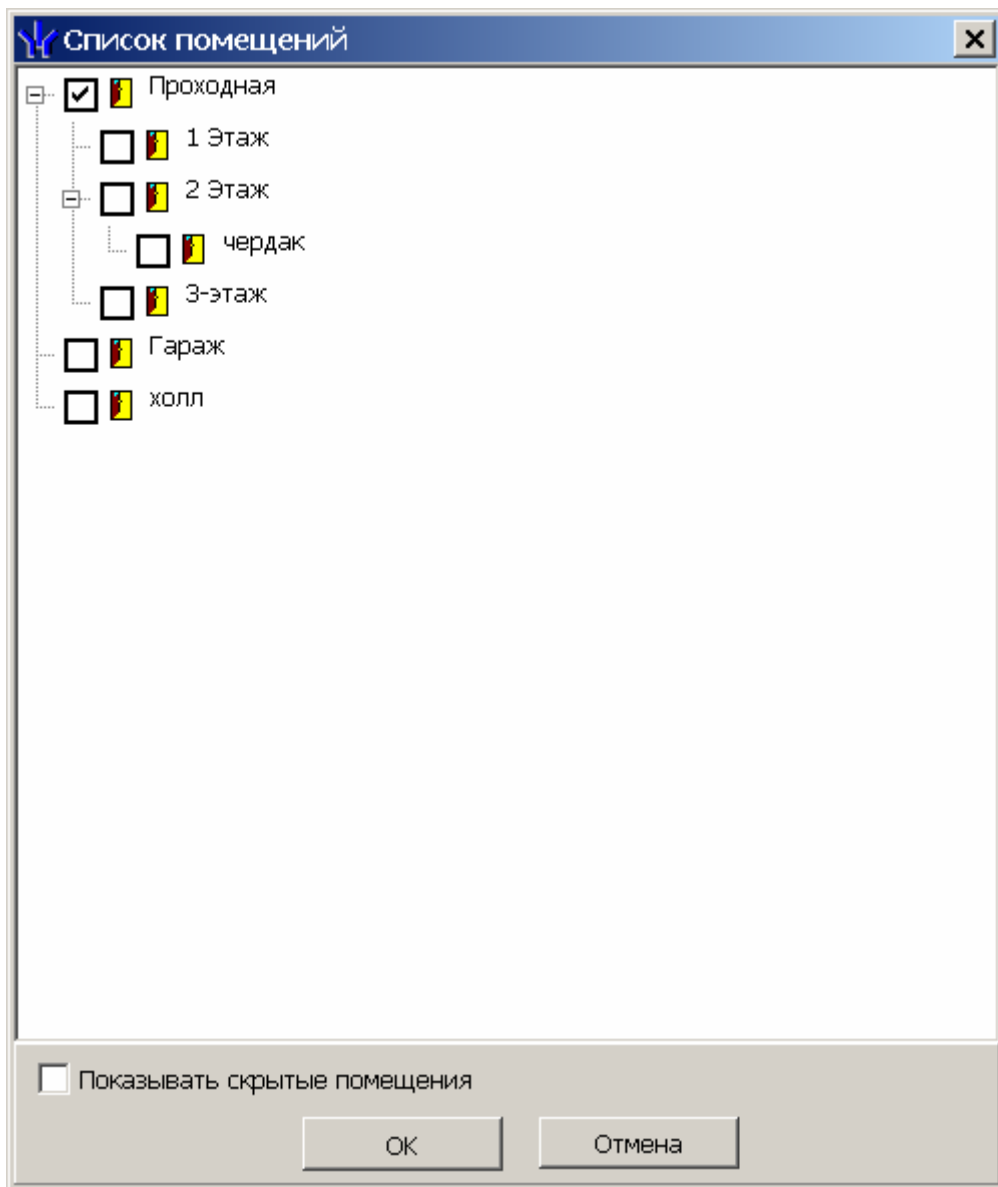 Список помещений
Проходная
1 Этаж
2 Этаж
чердак
3-этаж
Гараж
холл
Показывать скрытые помещения
ОК
Отмена